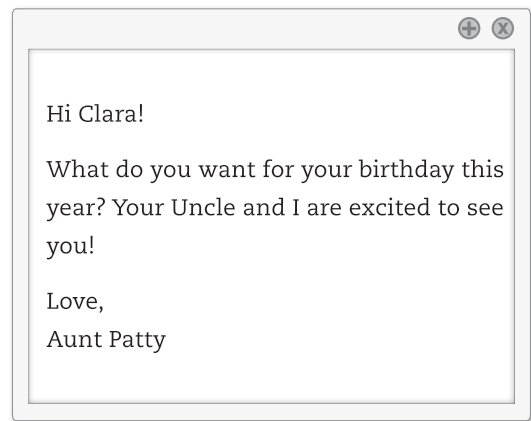 Hi Clara!
What do you want for your birthday this
year? Your Uncle and I are excited to see
you!
Love,
Aunt Patty